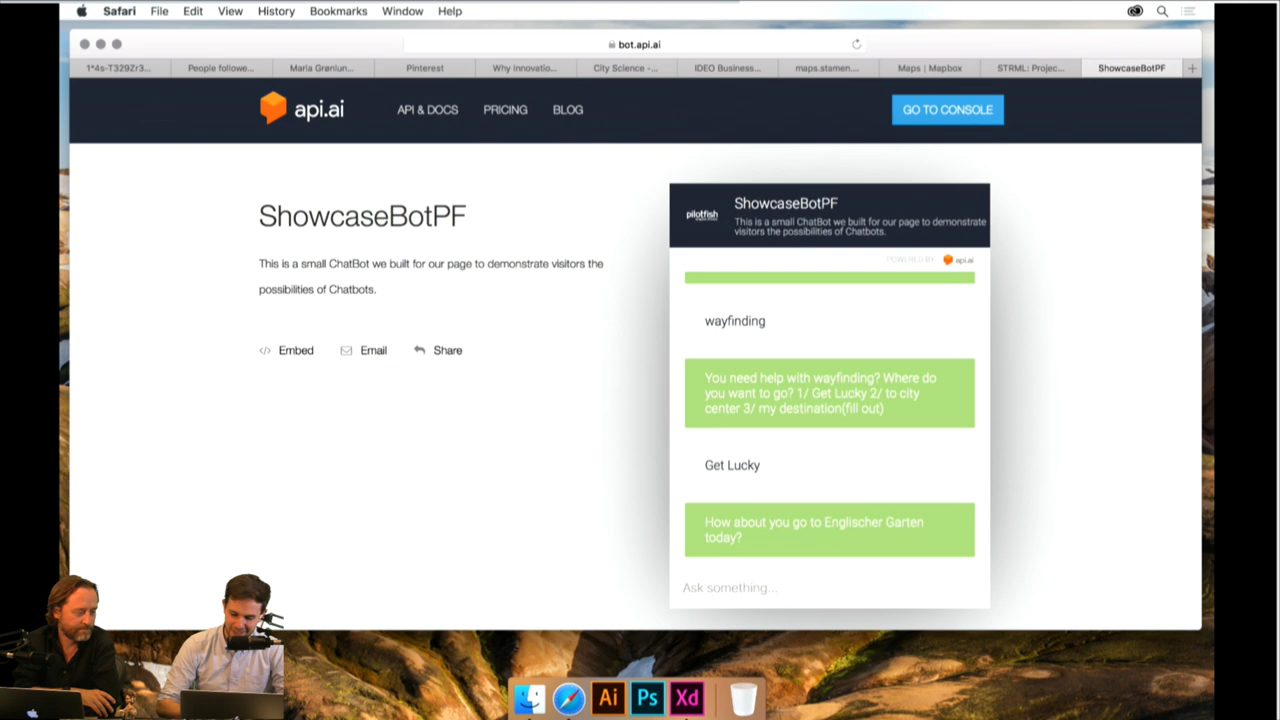 Safari File Edit View History Bookmarks Window Help
bot.api.ai
1*4s-T329Zr3... People followe... Maria Grønlun... Pinterest Why Innovatio... City Science -... IDEO Business... maps.stamen.... Maps | Mapbox STRML: Projec... ShowcaseBotPF
api.ai API & DOCS PRICING BLOG GO TO CONSOLE
ShowcaseBotPF
This is a small ChatBot we built for our page to demonstrate visitors the
possibilities of Chatbots.
Embed Email Share
pilotfish
ShowcaseBotPF
This is a small ChatBot we built for our page to demonstrate
visitors the possibilities of Chatbots.
POWERED BY api.ai
wayfinding
You need help with wayfinding? Where do
you want to go? 1/ Get Lucky 2/ to city
center 3/ my destination(fill out)
Get Lucky
How about you go to Englischer Garten
today?
Ask something...
Ai Ps Xd